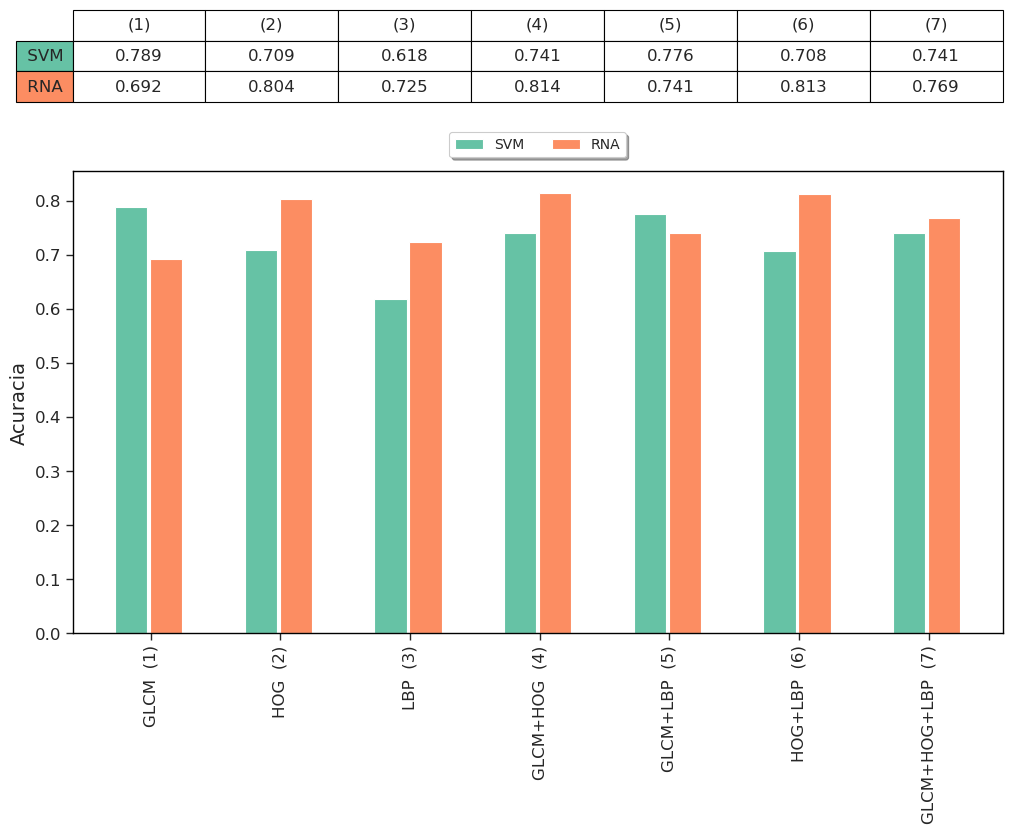 (1) (2) (3) (4) (5) (6) (7)
SVM 0.789 0.709 0.618 0.741 0.776 0.708 0.741
RNA 0.692 0.804 0.725 0.814 0.741 0.813 0.769
SVM RNA
Acuracia
0.8
0.7
0.6
0.5
0.4
0.3
0.2
0.1
0.0
GLCM (1)
HOG (2)
LBP (3)
GLCM+HOG (4)
GLCM+LBP (5)
HOG+LBP (6)
GLCM+HOG+LBP (7)